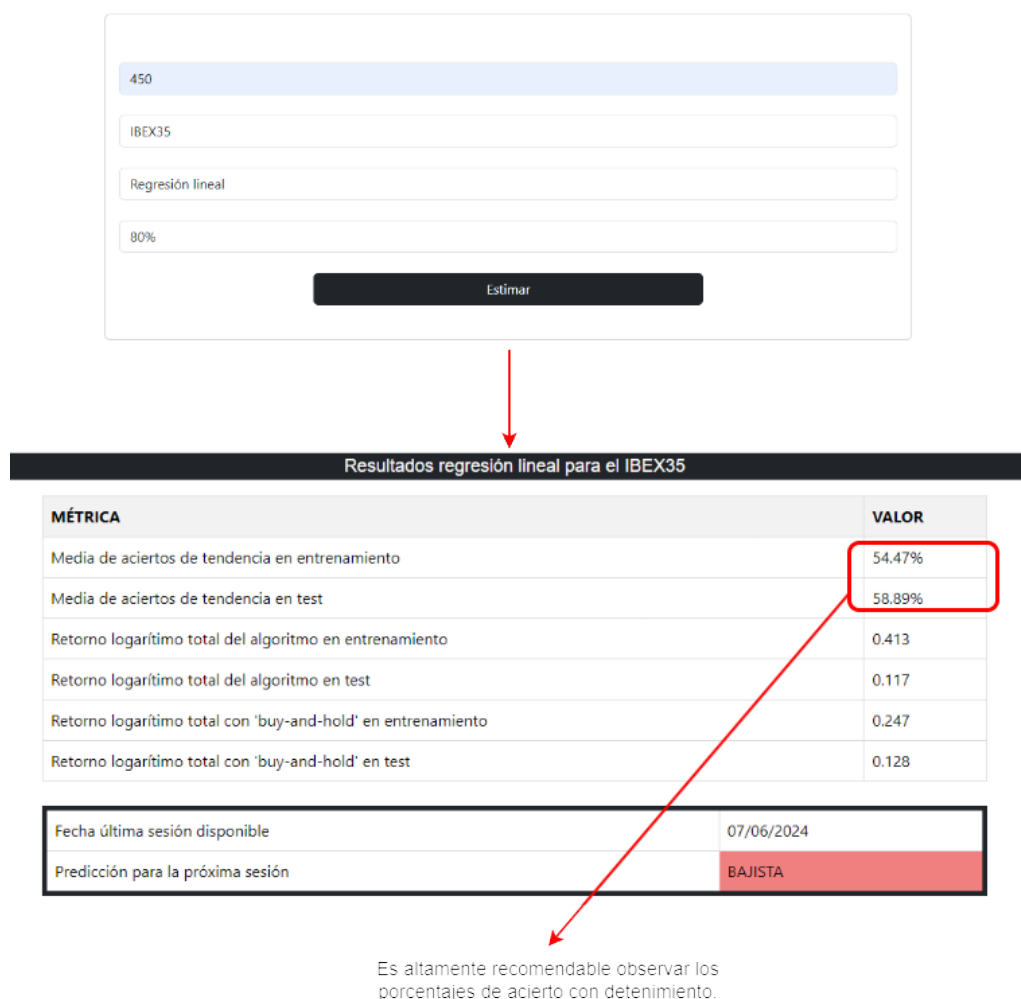 450
IBEX35
Regresión lineal
80%
Estimar
Resultados regresión lineal para el IBEX35
MÉTRICA VALOR
Media de aciertos de tendencia en entrenamiento 54.47%
Media de aciertos de tendencia en test 58.89%
Retorno logarítimo total del algoritmo en entrenamiento 0.413
Retorno logarítimo total del algoritmo en test 0.117
Retorno logarítimo total con 'buy-and-hold' en entrenamiento 0.247
Retorno logarítimo total con 'buy-and-hold' en test 0.128
Fecha última sesión disponible 07/06/2024
Predicción para la próxima sesión BAJISTA
Es altamente recomendable observar los
porcentajes de acierto con detenimiento.